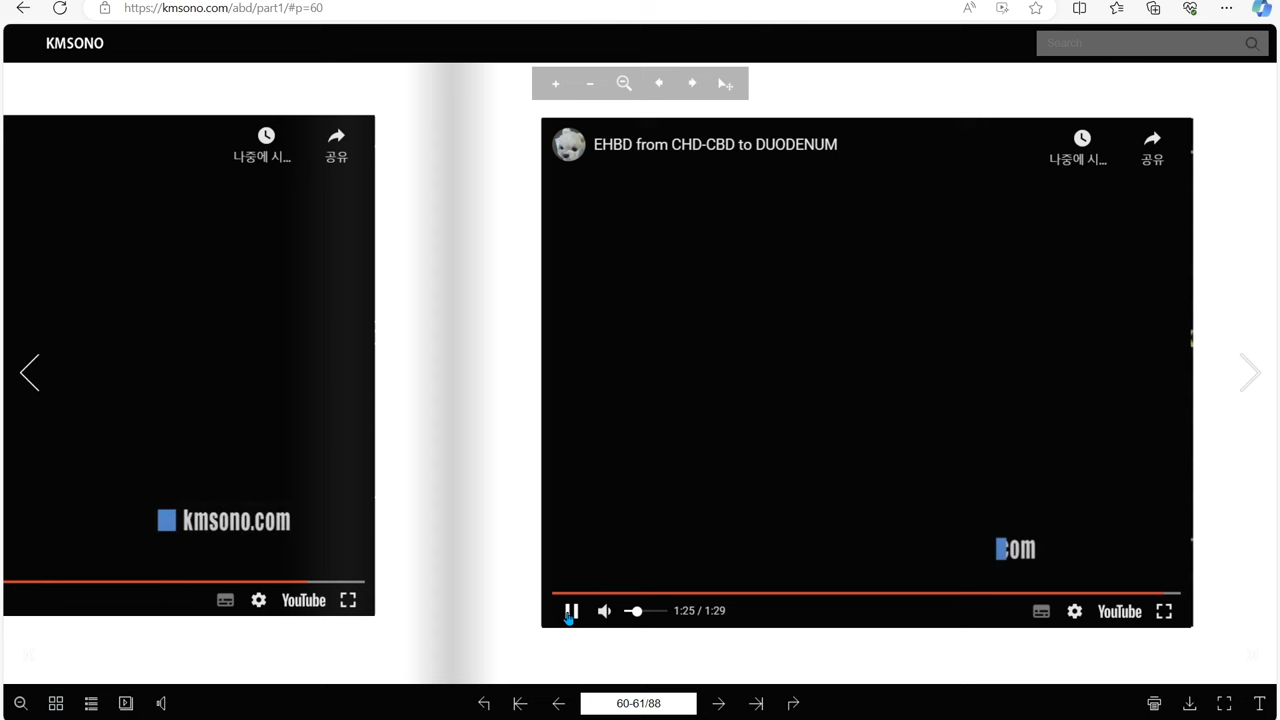 https://kmsono.com/abd/part1/#p=60
KMSONO
Search
나중에 시...
공유
kmsono.com
YouTube
EHBD from CHD-CBD to DUODENUM
나중에 시...
공유
com
1:25 / 1:29
YouTube
60-61/88